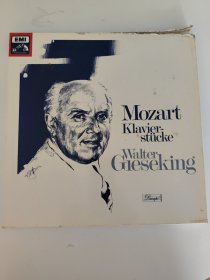 EMI
Mozart
Klavier-
stücke
Walter
Gieseking